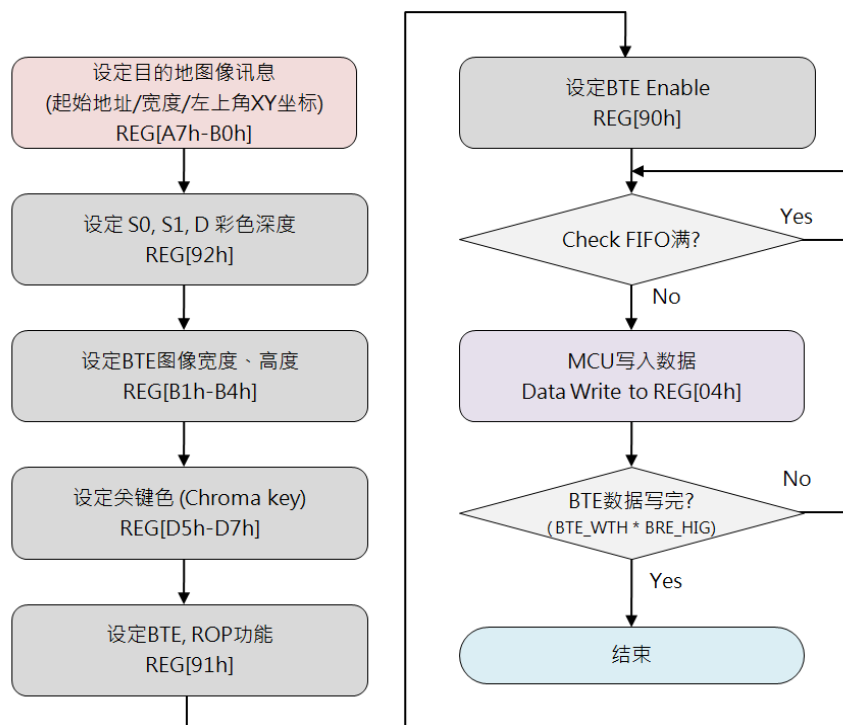 设定目的地图像讯息
(起始地址/宽度/左上角XY坐标)
REG[A7h-B0h]
设定 S0, S1, D 彩色深度
REG[92h]
设定BTE图像宽度、高度
REG[B1h-B4h]
设定关键色 (Chroma key)
REG[D5h-D7h]
设定BTE, ROP功能
REG[91h]
设定BTE Enable
REG[90h]
Check FIFO满?
Yes
No
MCU写入数据
Data Write to REG[04h]
BTE数据写完?
( BTE_WTH * BRE_HIG)
No
Yes
结束